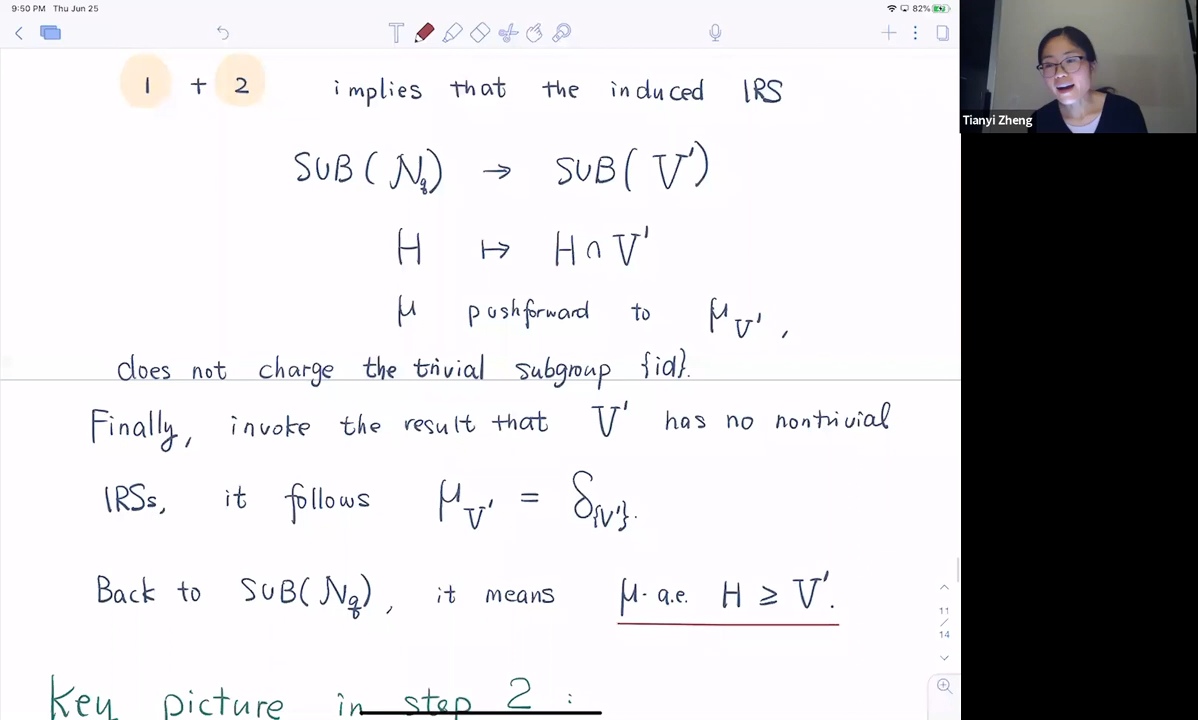 9:50 PM Thu Jun 25
82%
1 + 2 implies that the induced IRS
SUB(N_q) → SUB(V')
H ↦ H ∩ V'
μ pushforward to μ_V',
does not charge the trivial subgroup {id}.
Finally, invoke the result that V' has no nontrivial
IRSs, it follows μ_V' = δ_{V'}.
Back to SUB(N_q), it means μ-a.e. H ≥ V'.
Key picture in step 2 :
11
/
14
Tianyi Zheng